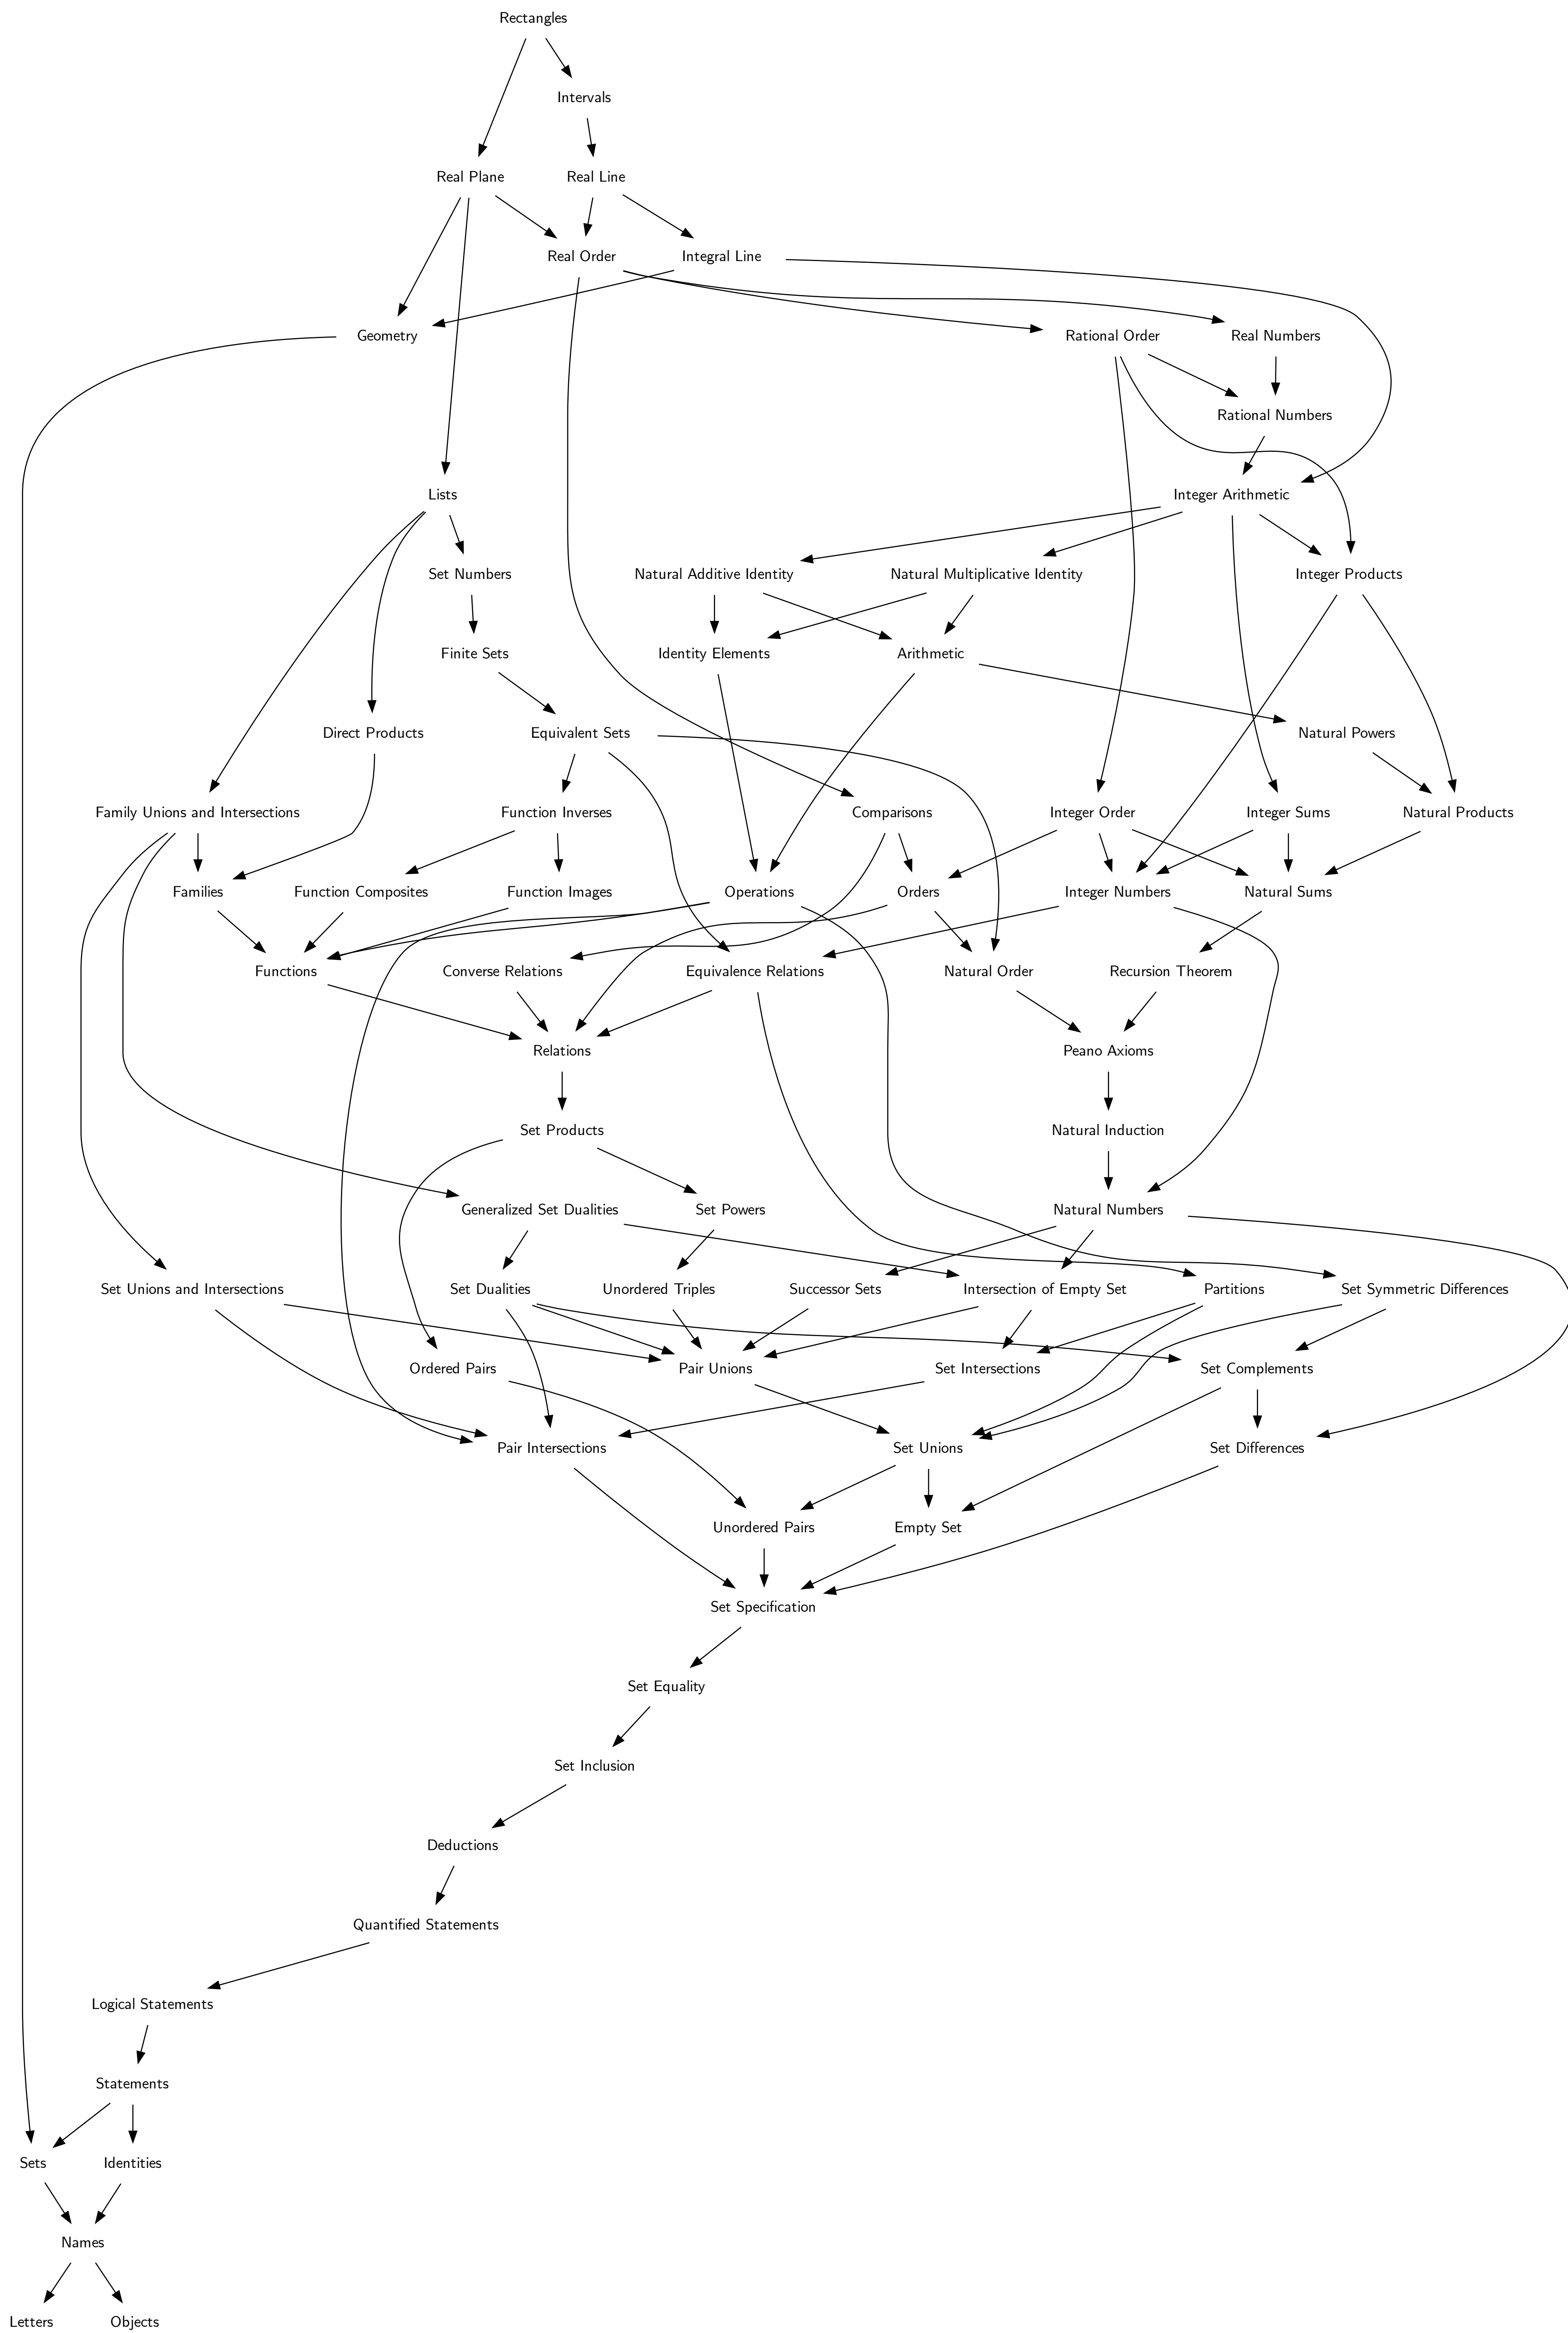 Rectangles
Intervals
Real Plane
Real Line
Real Order
Integral Line
Geometry
Rational Order
Real Numbers
Rational Numbers
Lists
Integer Arithmetic
Set Numbers
Natural Additive Identity
Natural Multiplicative Identity
Integer Products
Finite Sets
Identity Elements
Arithmetic
Direct Products
Equivalent Sets
Natural Powers
Family Unions and Intersections
Function Inverses
Comparisons
Integer Order
Integer Sums
Natural Products
Families
Function Composites
Function Images
Operations
Orders
Integer Numbers
Natural Sums
Functions
Converse Relations
Equivalence Relations
Natural Order
Recursion Theorem
Relations
Peano Axioms
Set Products
Natural Induction
Generalized Set Dualities
Set Powers
Natural Numbers
Set Unions and Intersections
Set Dualities
Unordered Triples
Successor Sets
Intersection of Empty Set
Partitions
Set Symmetric Differences
Ordered Pairs
Pair Unions
Set Intersections
Set Complements
Pair Intersections
Set Unions
Set Differences
Unordered Pairs
Empty Set
Set Specification
Set Equality
Set Inclusion
Deductions
Quantified Statements
Logical Statements
Statements
Sets
Identities
Names
Letters
Objects